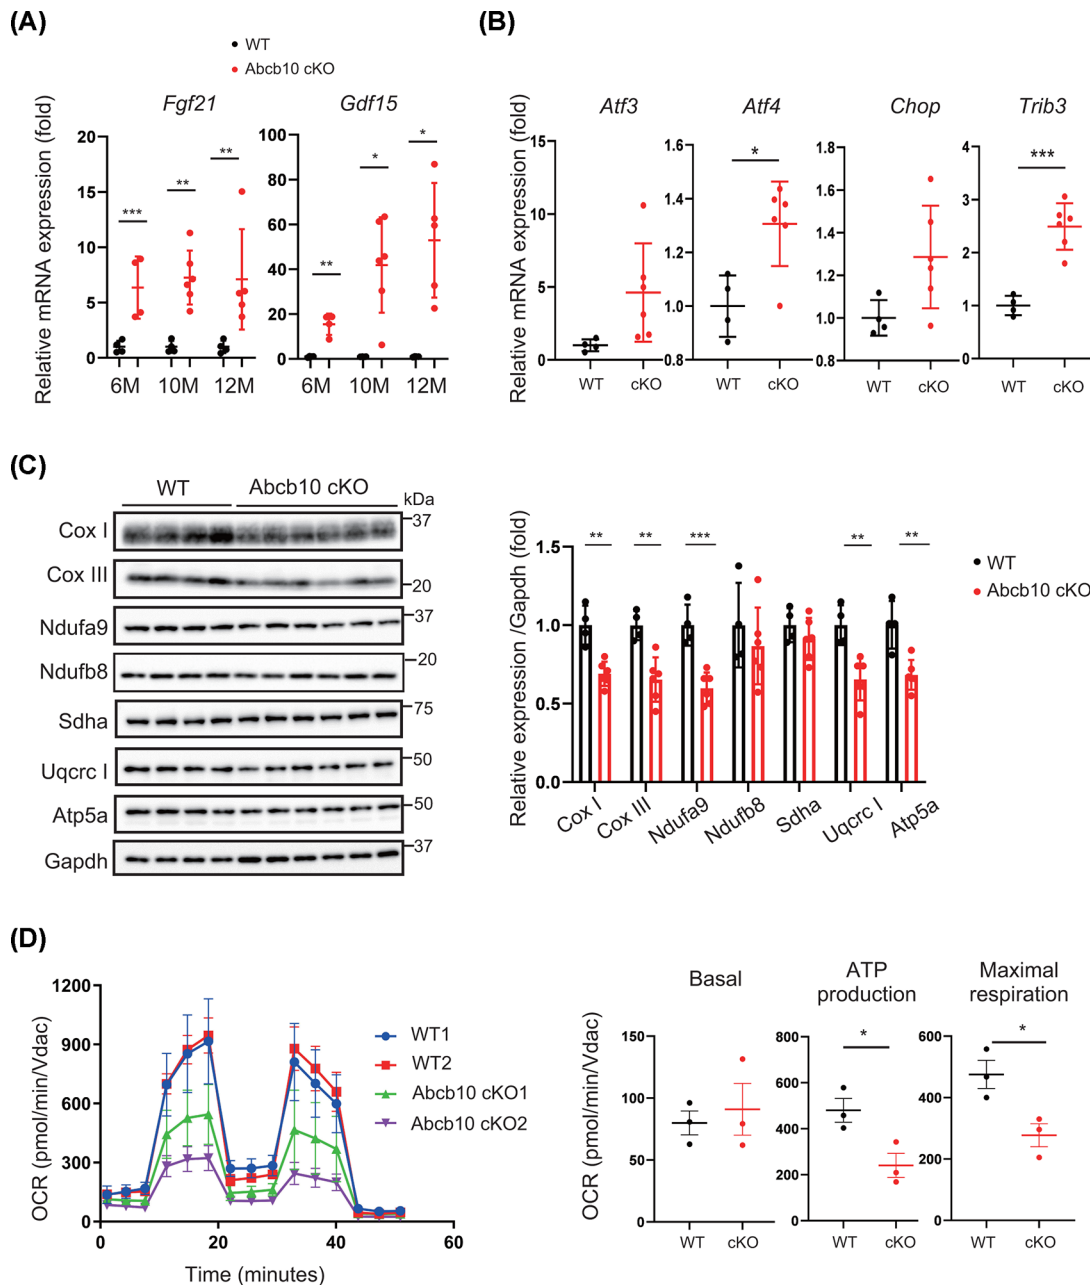 (A)
WT
Abcb10 cKO
Relative mRNA expression (fold)
Fgf21
Gdf15
20
15
10
5
0
***
**
**
6M 10M 12M
100
80
60
40
20
0
**
*
*
6M 10M 12M
(B)
Relative mRNA expression (fold)
Atf3
Atf4
Chop
Trib3
15
10
5
0
WT cKO
1.6
1.4
1.2
1.0
0.8
*
WT cKO
1.8
1.6
1.4
1.2
1.0
0.8
WT cKO
4
3
2
1
0
***
WT cKO
(C)
WT
Abcb10 cKO
kDa
Cox I
37
Cox III
20
Ndufa9
37
Ndufb8
20
Sdha
75
Uqcrc I
50
Atp5a
50
Gapdh
37
Relative expression /Gapdh (fold)
1.5
1.0
0.5
0.0
** ** *** ** **
WT
Abcb10 cKO
Cox I
Cox III
Ndufa9
Ndufb8
Sdha
Uqcrc I
Atp5a
(D)
OCR (pmol/min/Vdac)
1200
900
600
300
0
0 20 40 60
Time (minutes)
WT1
WT2
Abcb10 cKO1
Abcb10 cKO2
OCR (pmol/min/Vdac)
Basal
150
100
50
0
WT cKO
ATP
production
800
600
400
200
0
*
WT cKO
Maximal
respiration
600
400
200
0
*
WT cKO